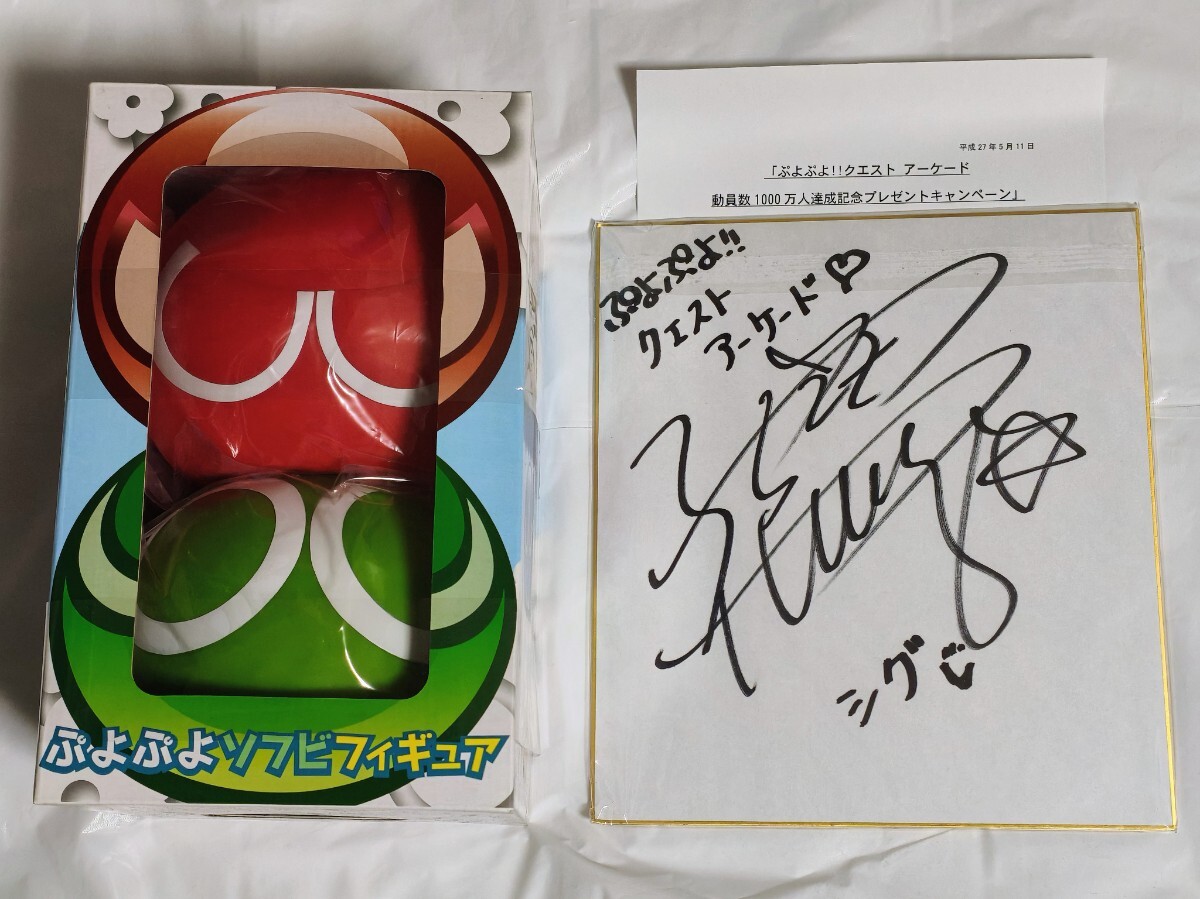 ぷよぷよソフビフィギュア
平成27年5月11日
「ぷよぷよ!!クエスト アーケード
動員数1000万人達成記念プレゼントキャンペーン」
ぷよぷよ!!
クエスト
アーケード♡
シグ